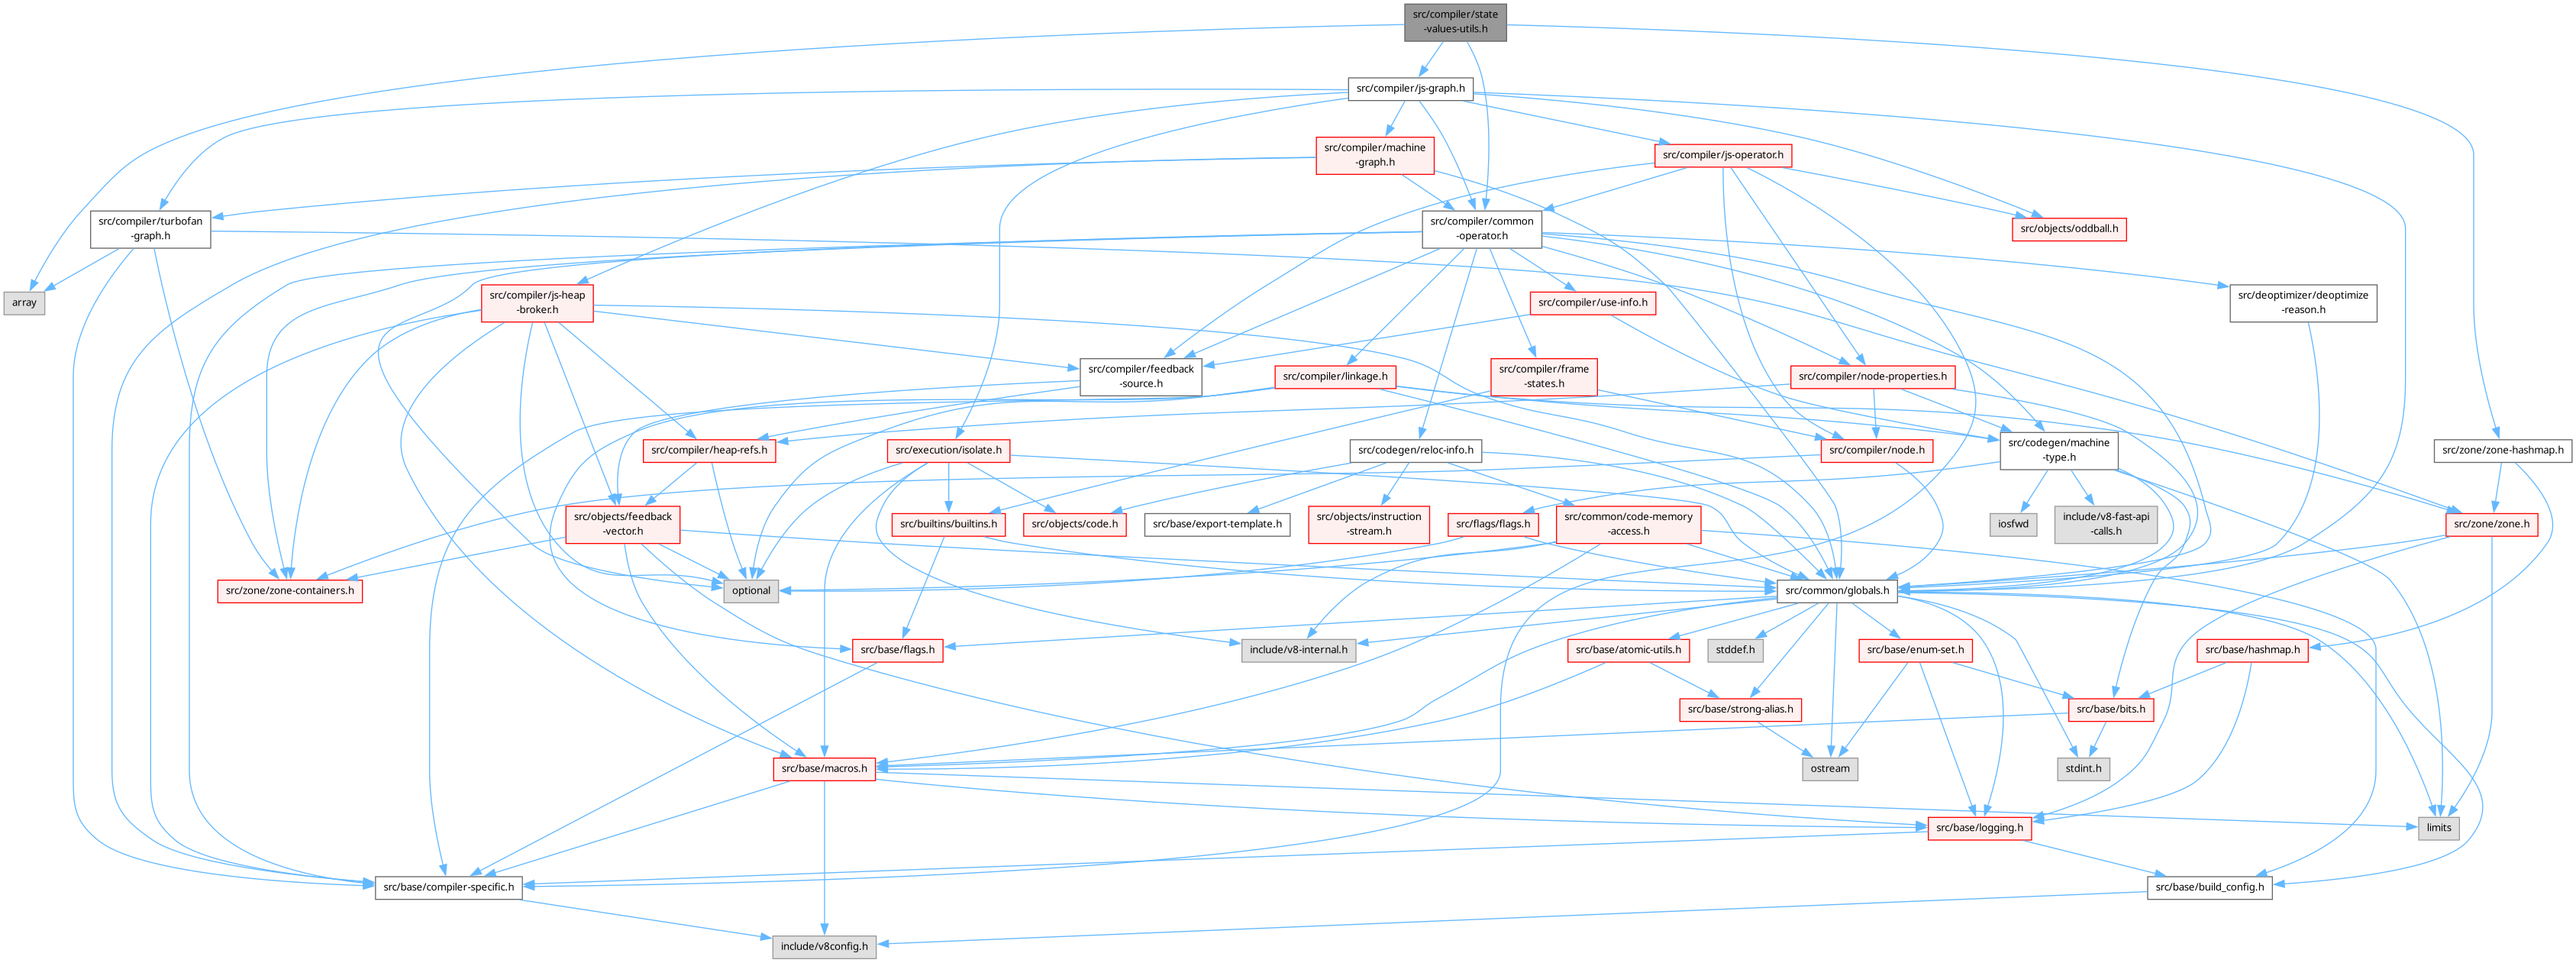 src/compiler/state
-values-utils.h
src/compiler/js-graph.h
src/compiler/machine
-graph.h
src/compiler/js-operator.h
src/compiler/turbofan
-graph.h
src/compiler/common
-operator.h
src/objects/oddball.h
array
src/compiler/js-heap
-broker.h
src/compiler/use-info.h
src/deoptimizer/deoptimize
-reason.h
src/compiler/feedback
-source.h
src/compiler/linkage.h
src/compiler/frame
-states.h
src/compiler/node-properties.h
src/compiler/heap-refs.h
src/execution/isolate.h
src/codegen/reloc-info.h
src/compiler/node.h
src/codegen/machine
-type.h
src/zone/zone-hashmap.h
src/objects/feedback
-vector.h
src/builtins/builtins.h
src/objects/code.h
src/base/export-template.h
src/objects/instruction
-stream.h
src/flags/flags.h
src/common/code-memory
-access.h
iosfwd
include/v8-fast-api
-calls.h
src/zone/zone.h
src/zone/zone-containers.h
optional
src/common/globals.h
src/base/flags.h
include/v8-internal.h
stddef.h
src/base/atomic-utils.h
src/base/enum-set.h
src/base/hashmap.h
src/base/strong-alias.h
src/base/bits.h
src/base/macros.h
ostream
stdint.h
src/base/logging.h
limits
src/base/compiler-specific.h
src/base/build_config.h
include/v8config.h